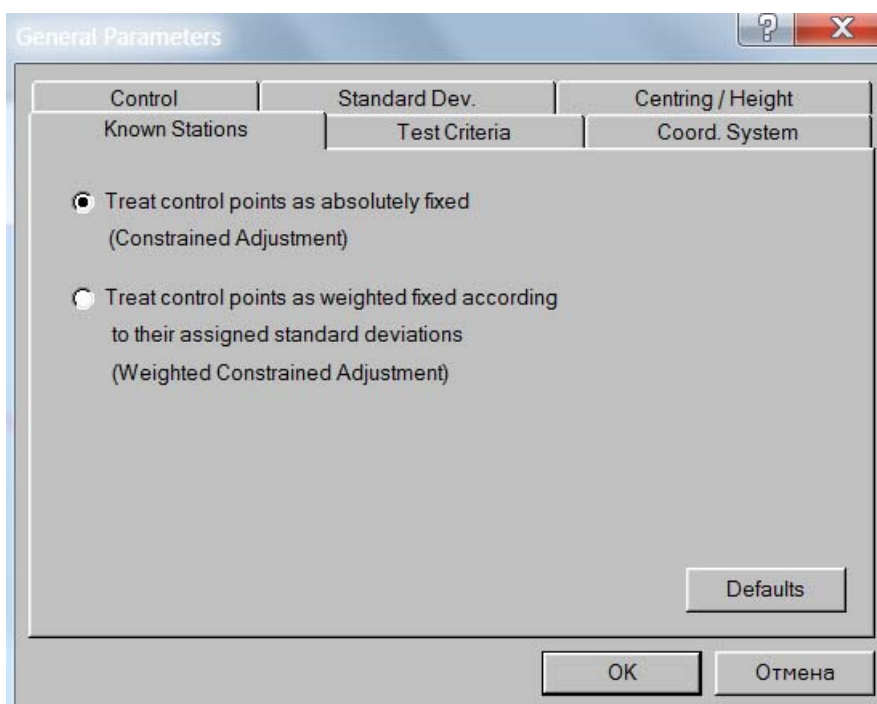 General Parameters
Control Standard Dev. Centring / Height
Known Stations Test Criteria Coord. System
Treat control points as absolutely fixed
(Constrained Adjustment)
Treat control points as weighted fixed according
to their assigned standard deviations
(Weighted Constrained Adjustment)
Defaults
OK Отмена